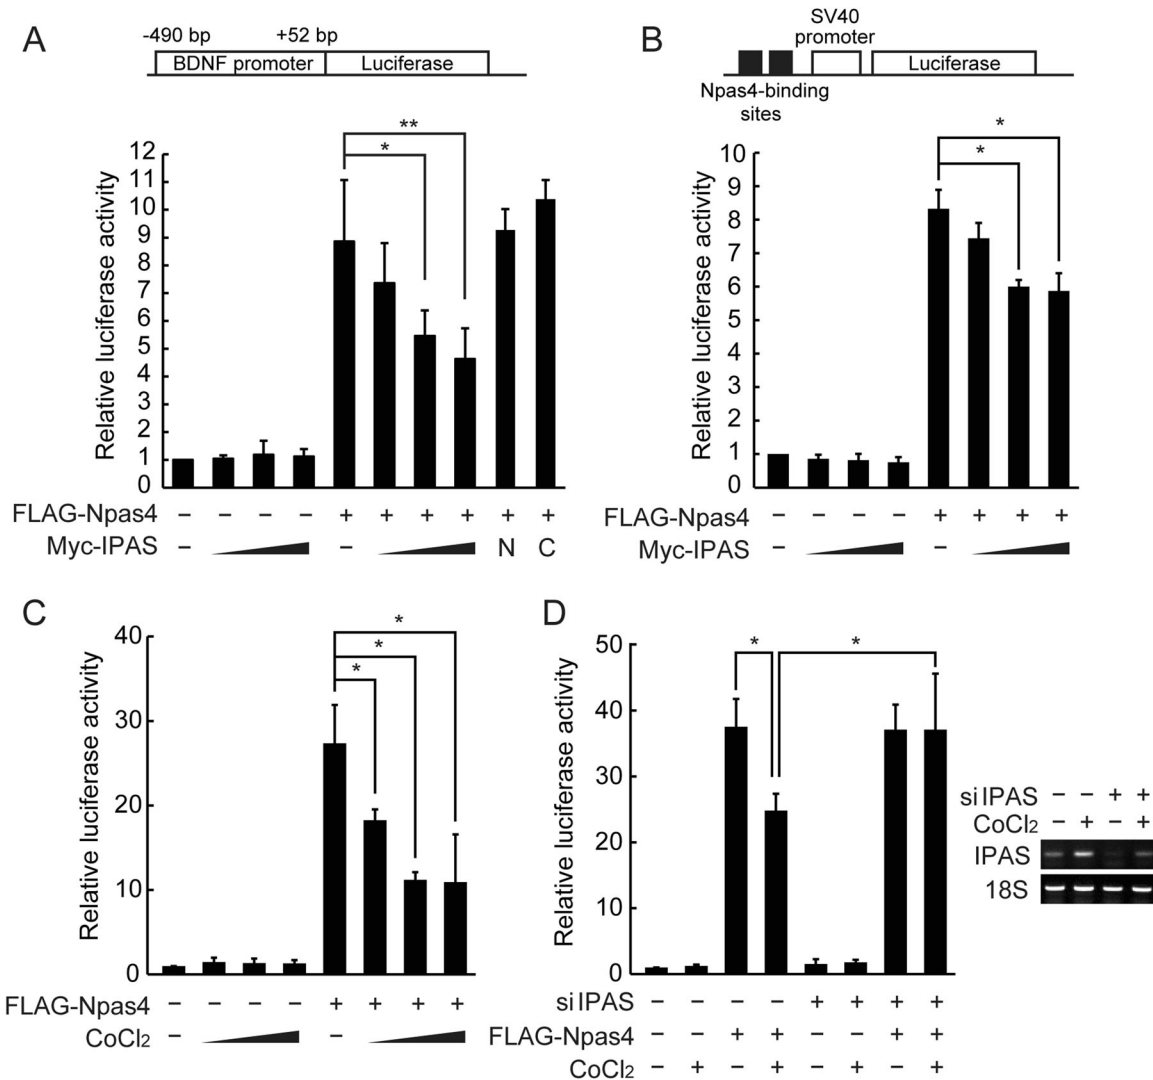 A
-490 bp +52 bp
BDNF promoter Luciferase
** 
*
12
11
10
9
8
7
6
5
4
3
2
1
0
Relative luciferase activity
FLAG-Npas4 − − − − + + + + + +
Myc-IPAS − − N C
B
SV40
promoter
Luciferase
Npas4-binding
sites
*
*
10
9
8
7
6
5
4
3
2
1
0
Relative luciferase activity
FLAG-Npas4 − − − − + + + +
Myc-IPAS − −
C
*
*
*
40
30
20
10
0
Relative luciferase activity
FLAG-Npas4 − − − − + + + +
CoCl2 − −
D
* *
50
40
30
20
10
0
Relative luciferase activity
siIPAS − − − − + + + +
FLAG-Npas4 − − + + − − + +
CoCl2 − + − + − + − +
siIPAS − − + +
CoCl2 − + − +
IPAS
18S